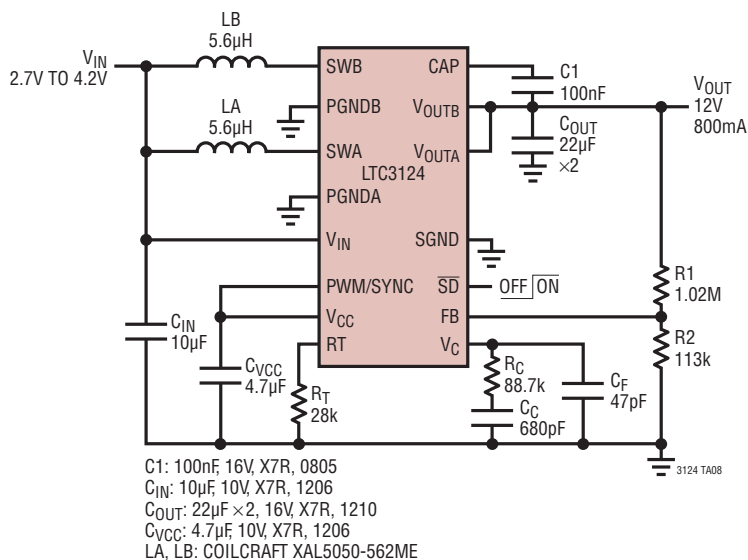 LB
5.6µH
VIN
2.7V TO 4.2V
SWB
CAP
C1
100nF
VOUT
12V
800mA
PGNDB
VOUTB
LA
5.6µH
COUT
22µF
×2
SWA
VOUTA
LTC3124
PGNDA
VIN
SGND
PWM/SYNC
SD
OFF ON
R1
1.02M
VCC
FB
CIN
10µF
RT
VC
R2
113k
CVCC
4.7µF
RT
28k
RC
88.7k
CF
47pF
CC
680pF
3124 TA08
C1: 100nF, 16V, X7R, 0805
CIN: 10µF, 10V, X7R, 1206
COUT: 22µF ×2, 16V, X7R, 1210
CVCC: 4.7µF, 10V, X7R, 1206
LA, LB: COILCRAFT XAL5050-562ME